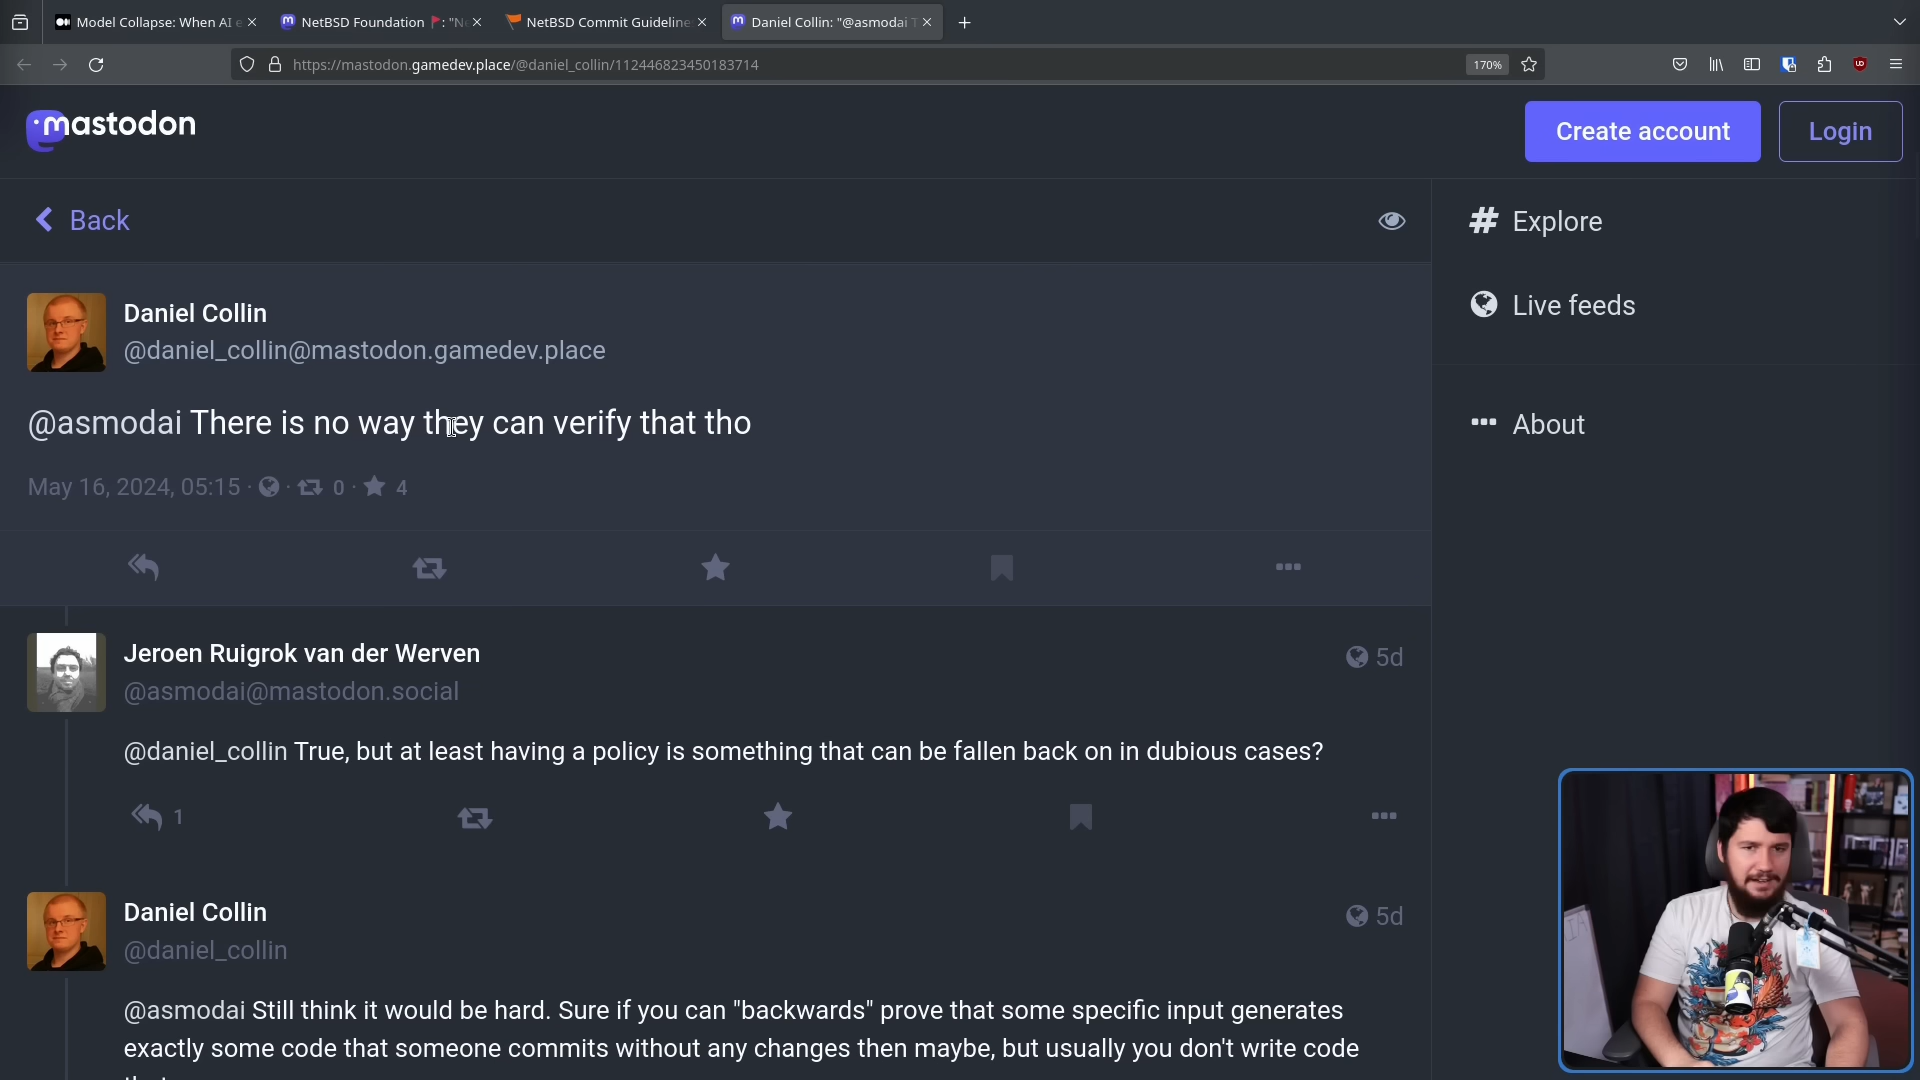 Model Collapse: When AI e
NetBSD Foundation 🚩: "Ne
NetBSD Commit Guideline
Daniel Collin: "@asmodai T
https://mastodon.gamedev.place/@daniel_collin/112446823450183714
170%
mastodon
Create account
Login
Back
Explore
Live feeds
About
Daniel Collin
@daniel_collin@mastodon.gamedev.place
@asmodai There is no way they can verify that tho
May 16, 2024, 05:15 · · 0 · 4
Jeroen Ruigrok van der Werven
5d
@asmodai@mastodon.social
@daniel_collin True, but at least having a policy is something that can be fallen back on in dubious cases?
1
Daniel Collin
5d
@daniel_collin
@asmodai Still think it would be hard. Sure if you can "backwards" prove that some specific input generates
exactly some code that someone commits without any changes then maybe, but usually you don't write code